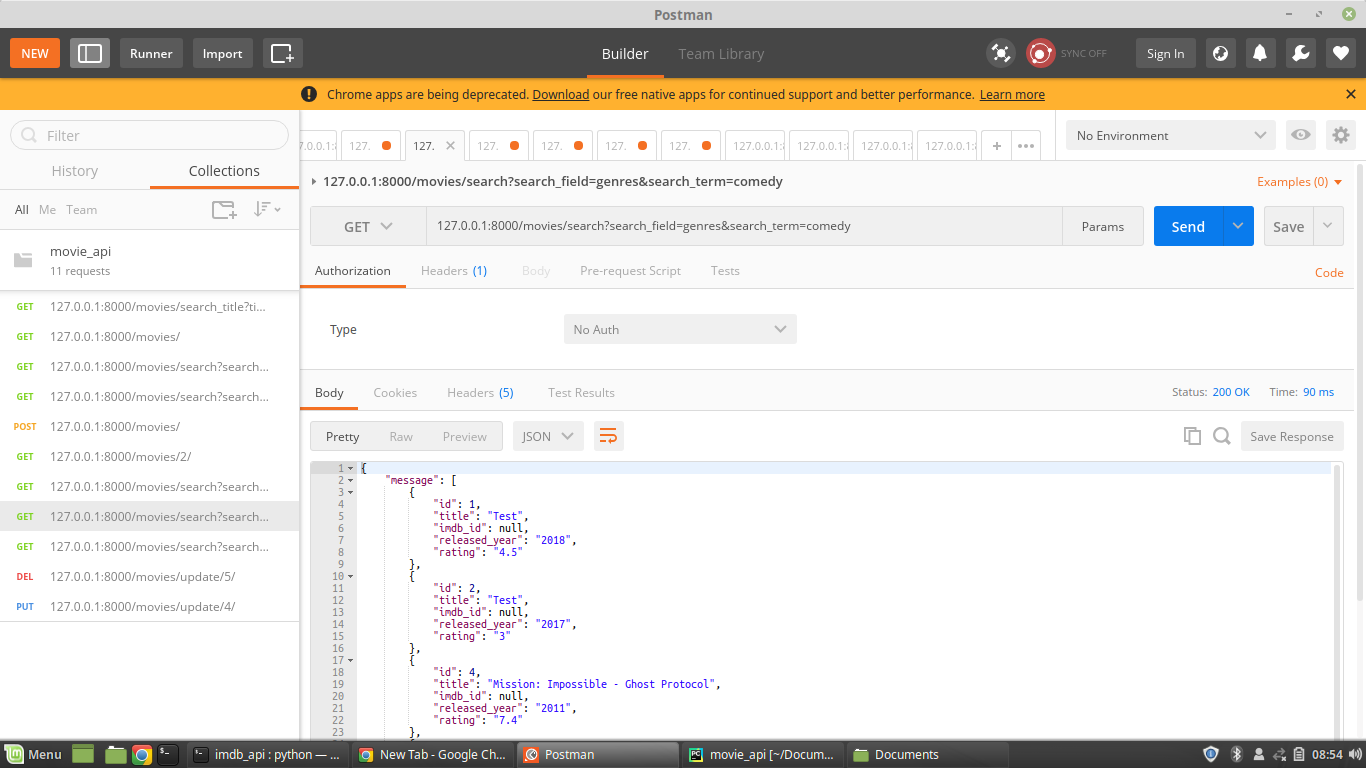 Postman
NEW Runner Import Builder Team Library SYNC OFF Sign In
Chrome apps are being deprecated. Download our free native apps for continued support and better performance. Learn more
Filter
History Collections
All Me Team
movie_api
11 requests
GET 127.0.0.1:8000/movies/search_title?ti...
GET 127.0.0.1:8000/movies/
GET 127.0.0.1:8000/movies/search?search...
GET 127.0.0.1:8000/movies/search?search...
POST 127.0.0.1:8000/movies/
GET 127.0.0.1:8000/movies/2/
GET 127.0.0.1:8000/movies/search?search...
GET 127.0.0.1:8000/movies/search?search...
GET 127.0.0.1:8000/movies/search?search...
DEL 127.0.0.1:8000/movies/update/5/
PUT 127.0.0.1:8000/movies/update/4/
127. 127. 127. 127. 127. 127. 127.0.0.1: 127.0.0.1: 127.0.0.1: 127.0.0.1: + ••• No Environment
127.0.0.1:8000/movies/search?search_field=genres&search_term=comedy Examples (0)
GET 127.0.0.1:8000/movies/search?search_field=genres&search_term=comedy Params Send Save
Authorization Headers (1) Body Pre-request Script Tests Code
Type No Auth
Body Cookies Headers (5) Test Results Status: 200 OK Time: 90 ms
Pretty Raw Preview JSON Save Response
1 {
2 "message": [
3 {
4 "id": 1,
5 "title": "Test",
6 "imdb_id": null,
7 "released_year": "2018",
8 "rating": "4.5"
9 },
10 {
11 "id": 2,
12 "title": "Test",
13 "imdb_id": null,
14 "released_year": "2017",
15 "rating": "3"
16 },
17 {
18 "id": 4,
19 "title": "Mission: Impossible - Ghost Protocol",
20 "imdb_id": null,
21 "released_year": "2011",
22 "rating": "7.4"
23 },
Menu imdb_api : python — ... New Tab - Google Ch... Postman movie_api [~/Docum... Documents 08:54